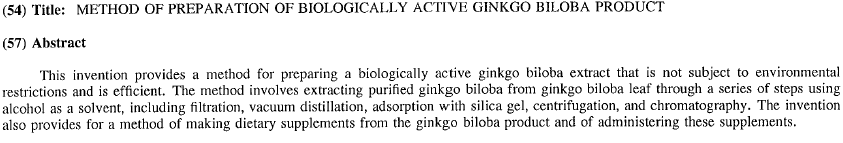 (54) Title: METHOD OF PREPARATION OF BIOLOGICALLY ACTIVE GINKGO BILOBA PRODUCT
(57) Abstract
This invention provides a method for preparing a biologically active ginkgo biloba extract that is not subject to environmental
restrictions and is efficient. The method involves extracting purified ginkgo biloba from ginkgo biloba leaf through a series of steps using
alcohol as a solvent, including filtration, vacuum distillation, adsorption with silica gel, centrifugation, and chromatography. The invention
also provides for a method of making dietary supplements from the ginkgo biloba product and of administering these supplements.